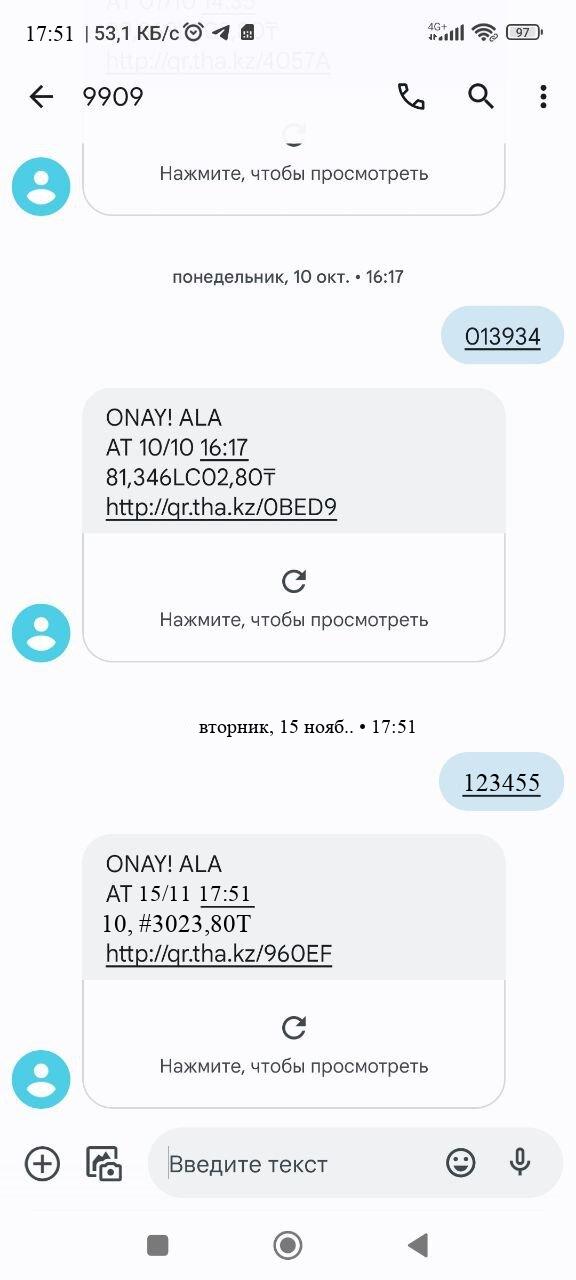 AT 07/10 14:35
http://qr.tha.kz/4057A
17:51 | 53,1 КБ/с
4G+
97
9909
Нажмите, чтобы просмотреть
понедельник, 10 окт. • 16:17
013934
ONAY! ALA
AT 10/10 16:17
81,346LC02,80₸
http://qr.tha.kz/0BED9
Нажмите, чтобы просмотреть
вторник, 15 нояб.. • 17:51
123455
ONAY! ALA
AT 15/11 17:51
10, #3023,80T
http://qr.tha.kz/960EF
Нажмите, чтобы просмотреть
Введите текст